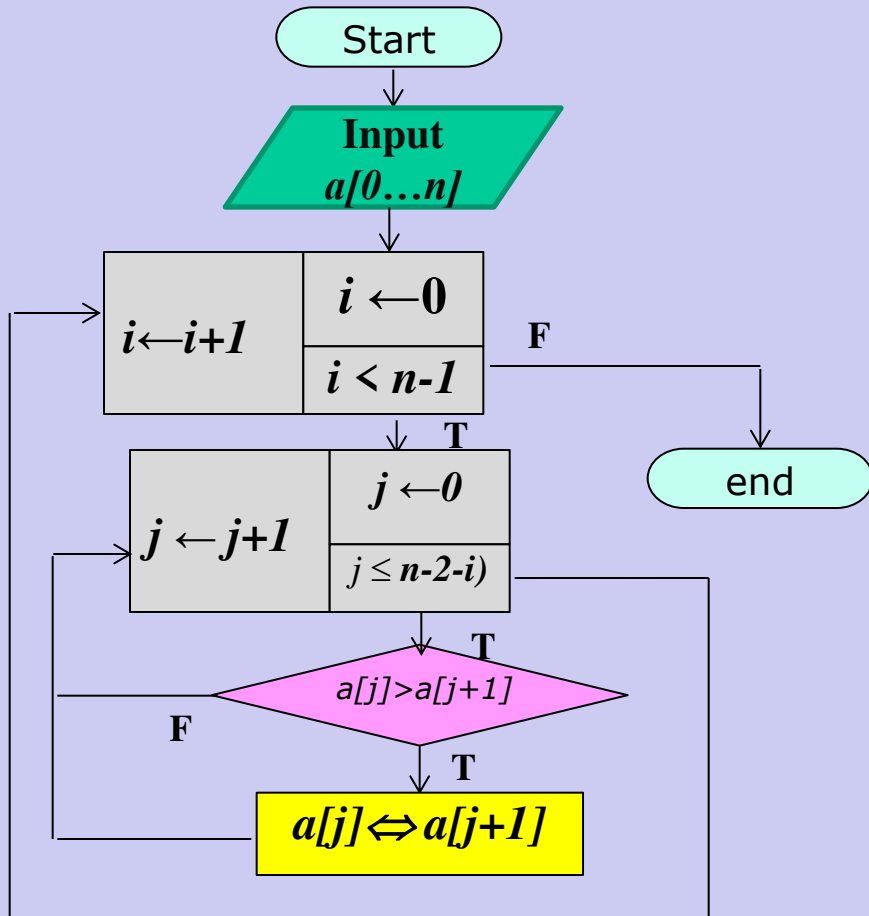 Start
Input
a[0…n]
i←i+1
i ←0
i < n-1
F
T
end
j ← j+1
j ←0
j ≤ n-2-i)
T
a[j]>a[j+1]
F
T
a[j]⇔a[j+1]